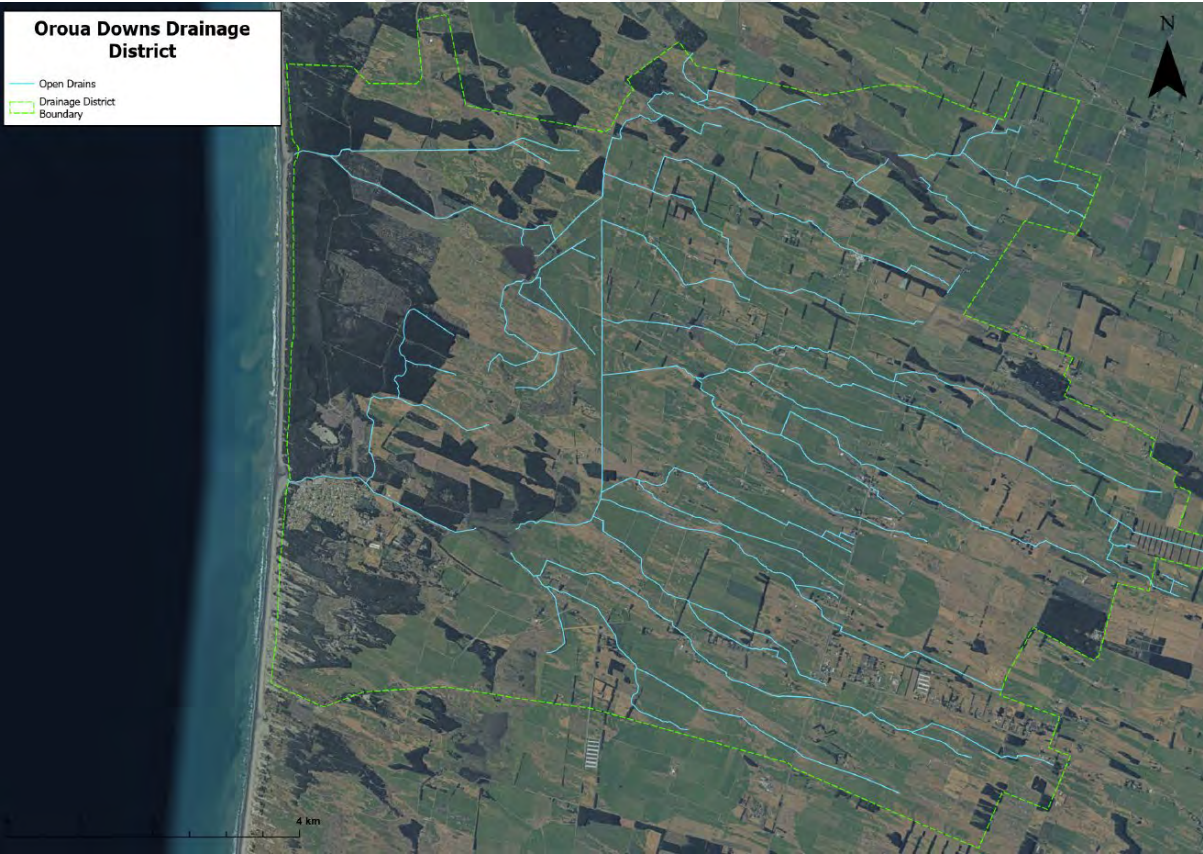 Oroua Downs Drainage
District
Open Drains
Drainage District
Boundary
N
4 km